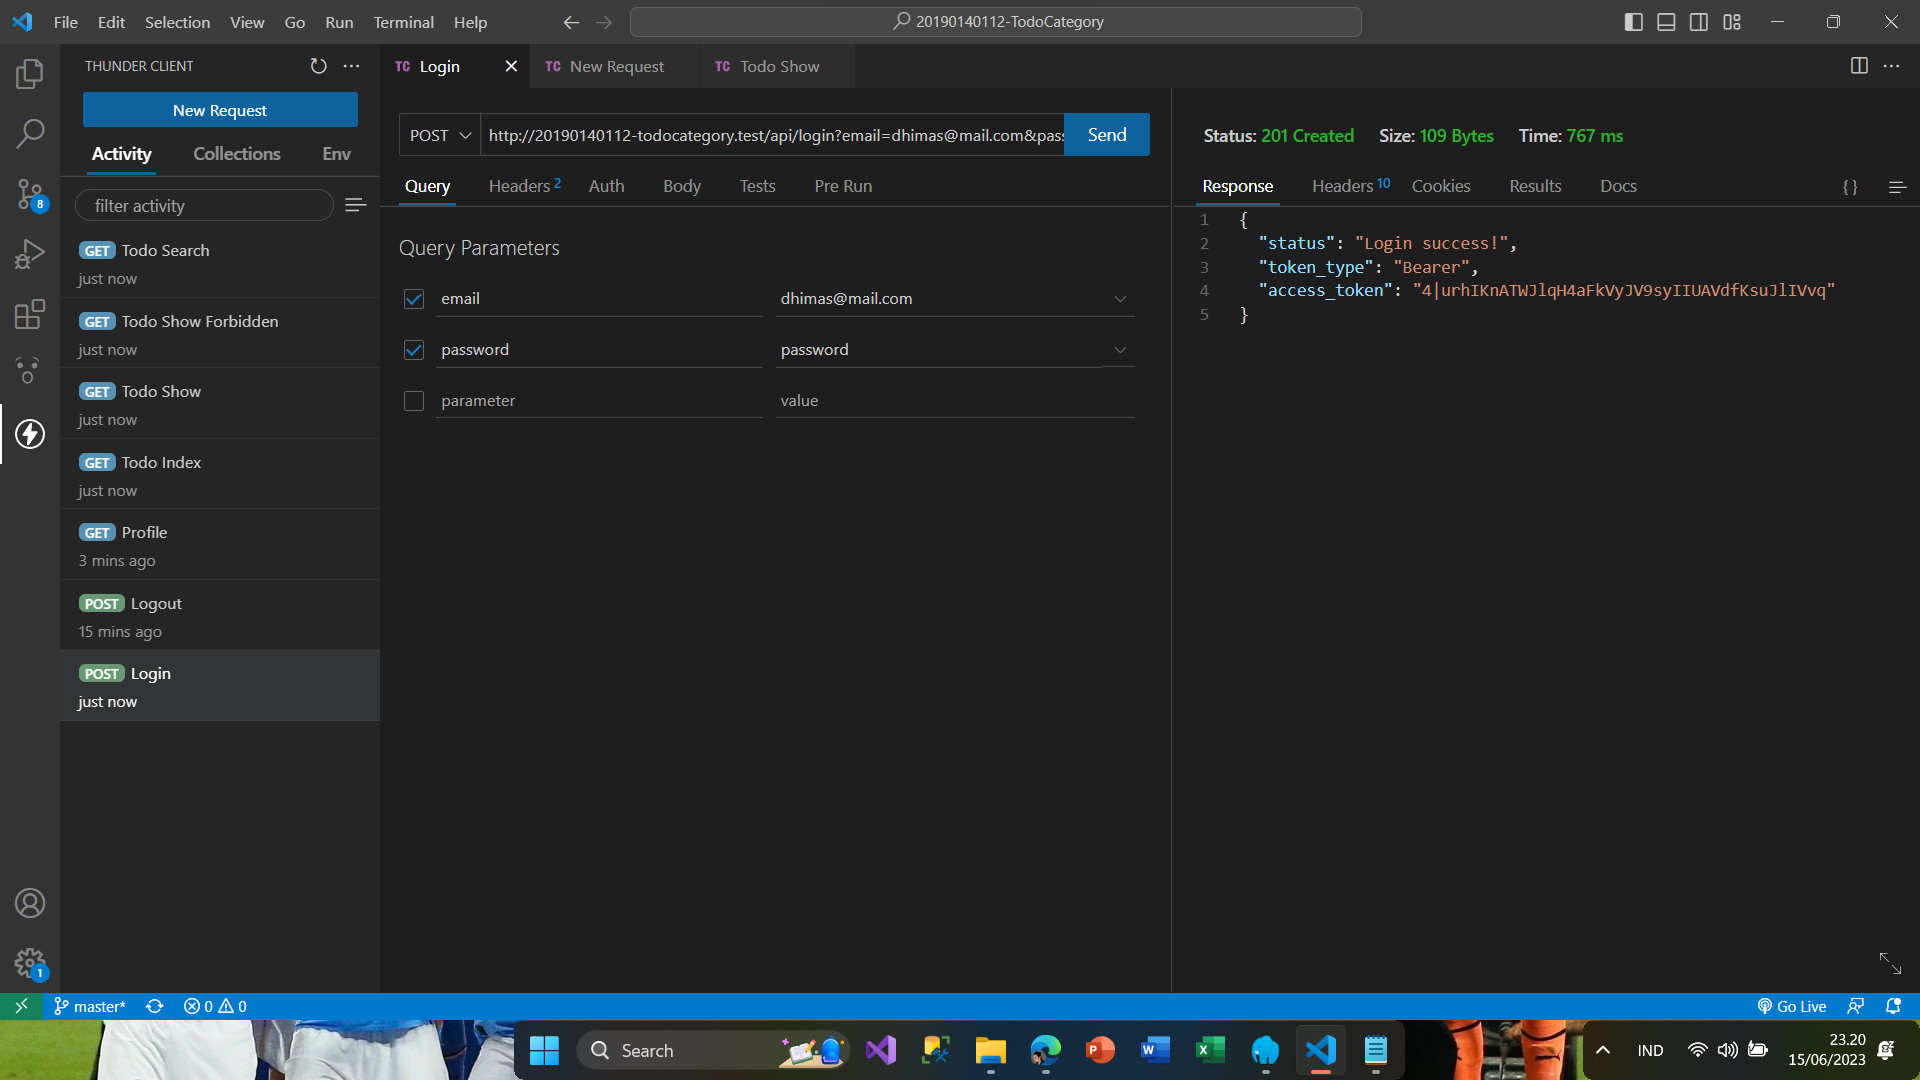 File Edit Selection View Go Run Terminal Help
20190140112-TodoCategory
THUNDER CLIENT
New Request
Activity Collections Env
filter activity
GET Todo Search
just now
GET Todo Show Forbidden
just now
GET Todo Show
just now
GET Todo Index
just now
GET Profile
3 mins ago
POST Logout
15 mins ago
POST Login
just now
8
1
TC Login
TC New Request
TC Todo Show
POST
http://20190140112-todocategory.test/api/login?email=dhimas@mail.com&pass
Send
Query Headers 2 Auth Body Tests Pre Run
Query Parameters
email dhimas@mail.com
password password
parameter value
Status: 201 Created Size: 109 Bytes Time: 767 ms
Response Headers 10 Cookies Results Docs {}
1 {
2 "status": "Login success!",
3 "token_type": "Bearer",
4 "access_token": "4|urhIKnATWJlqH4aFkVyJV9syIIUAVdfKsuJlIVvq"
5 }
master* 0 0
Go Live
Search
IND
23.20
15/06/2023